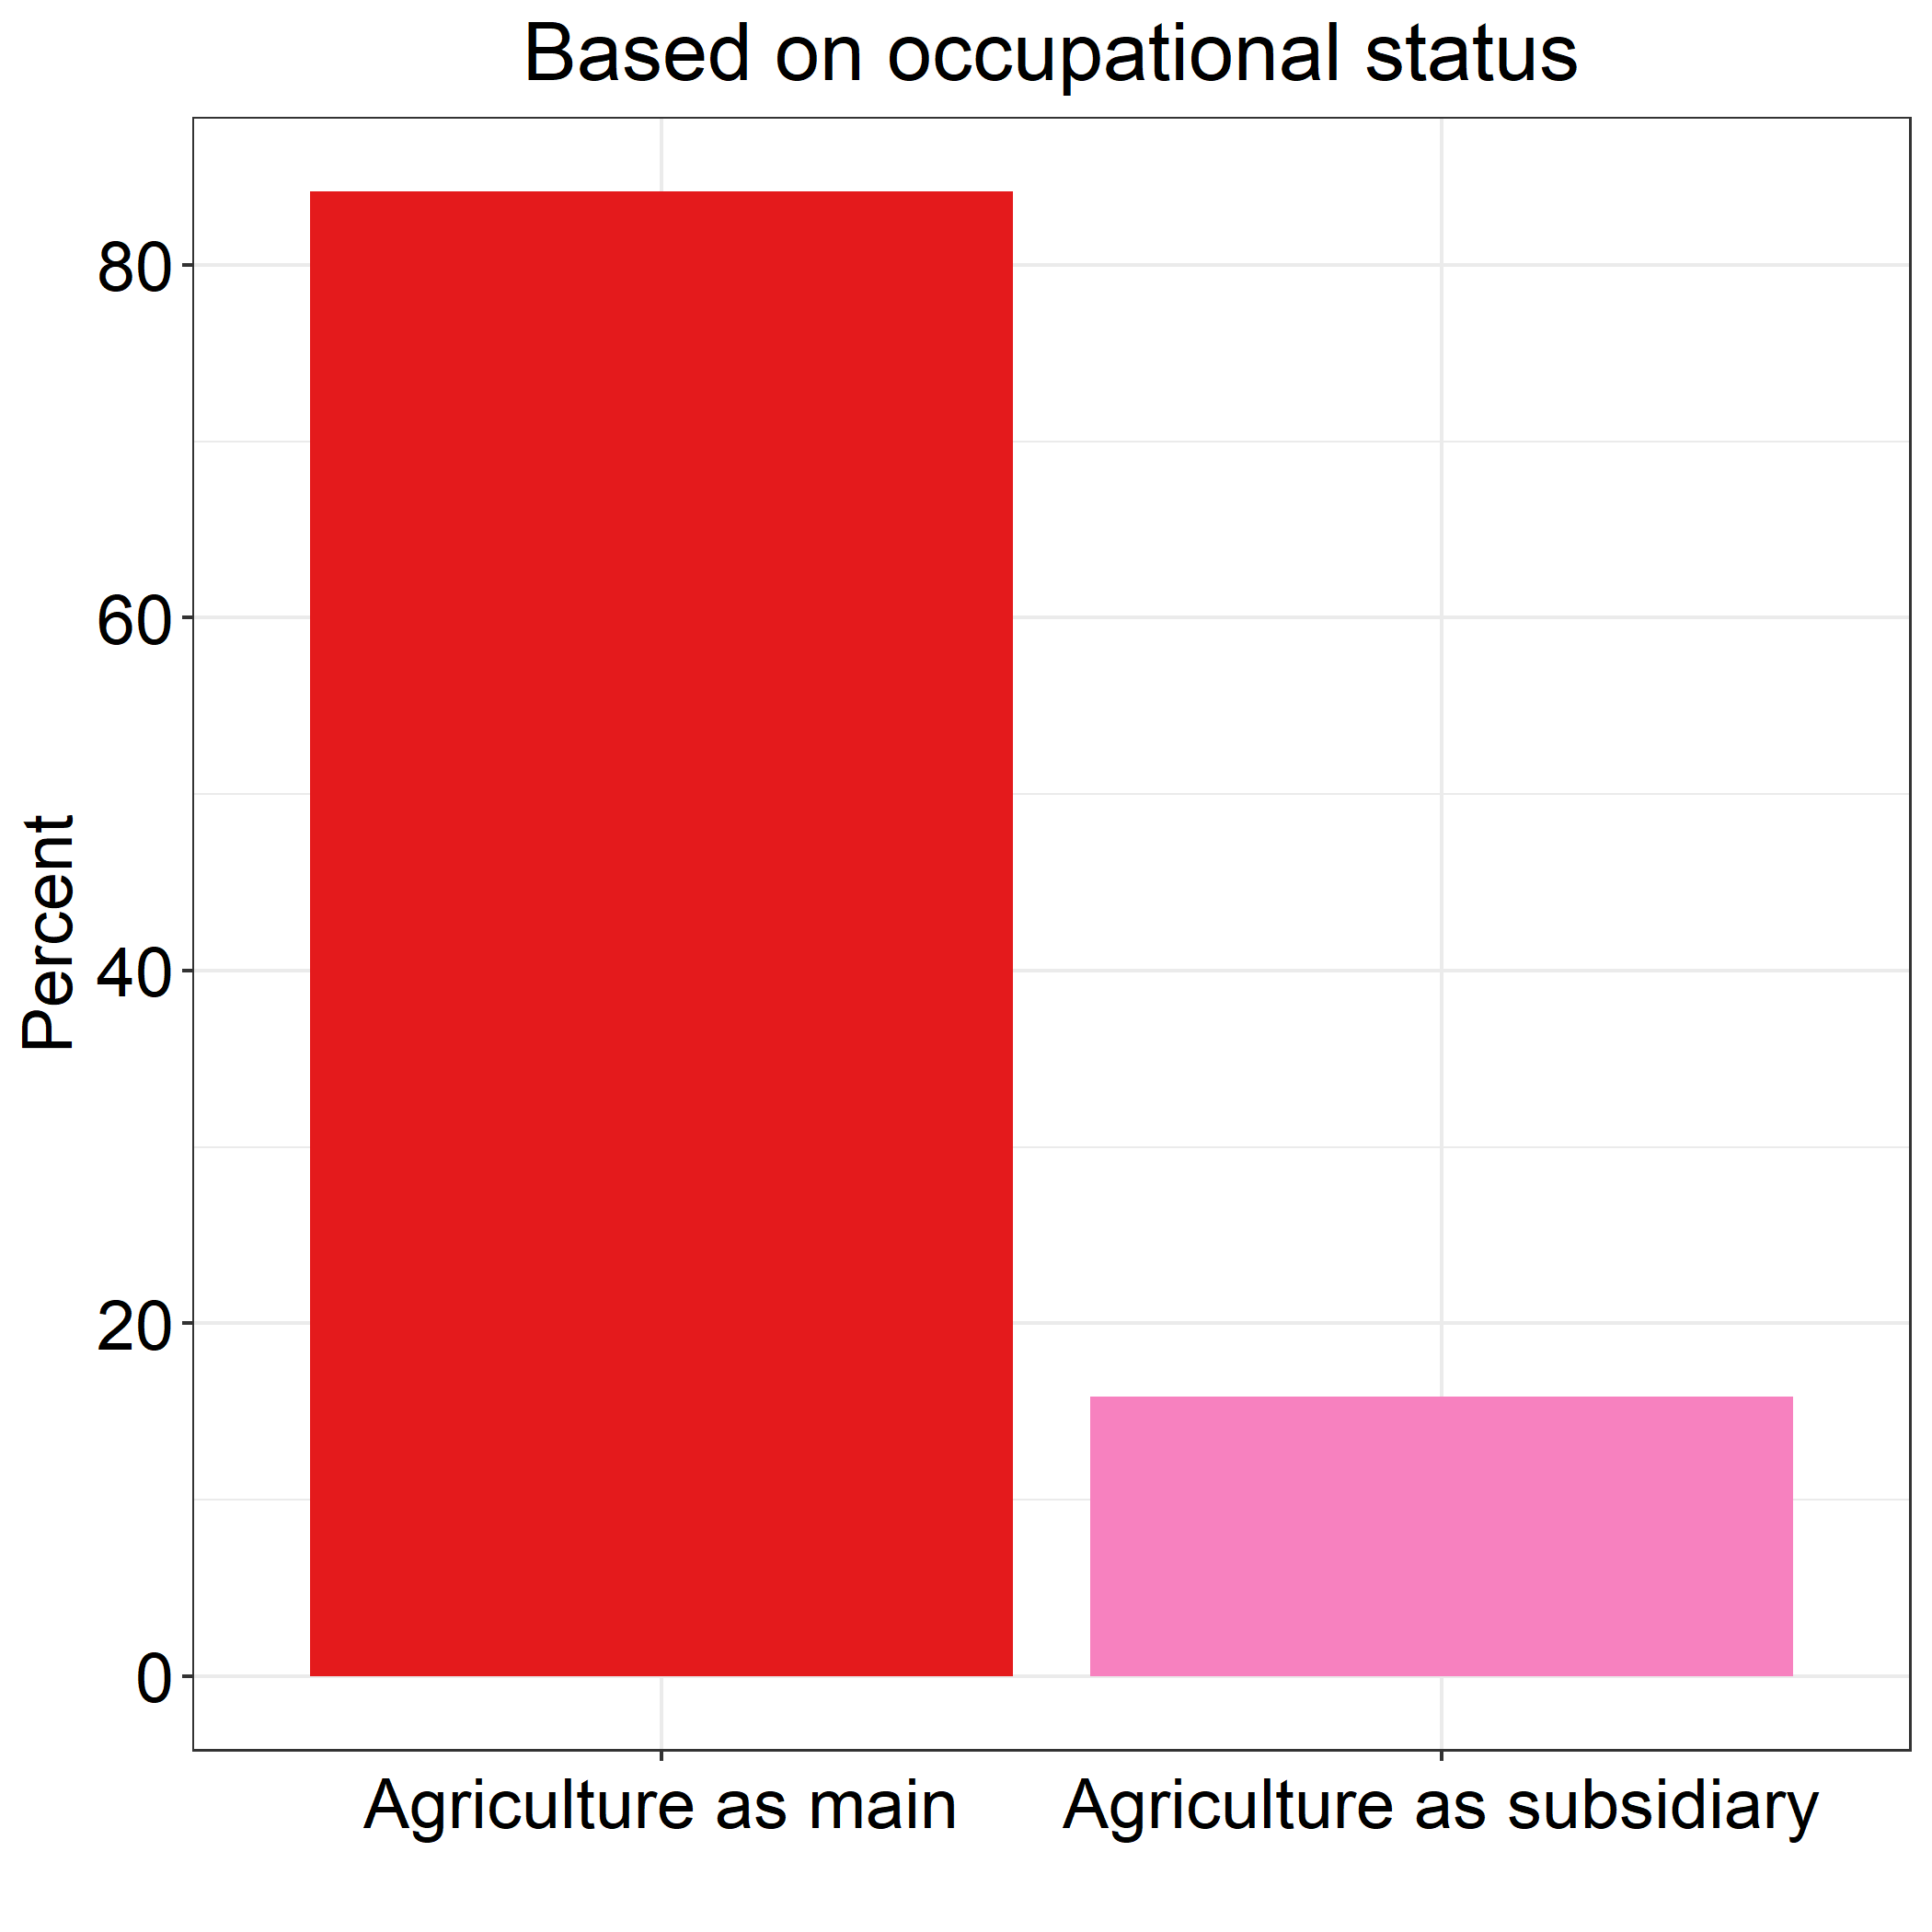 Based on occupational status
80
60
40
20
0
Percent
Agriculture as main
Agriculture as subsidiary